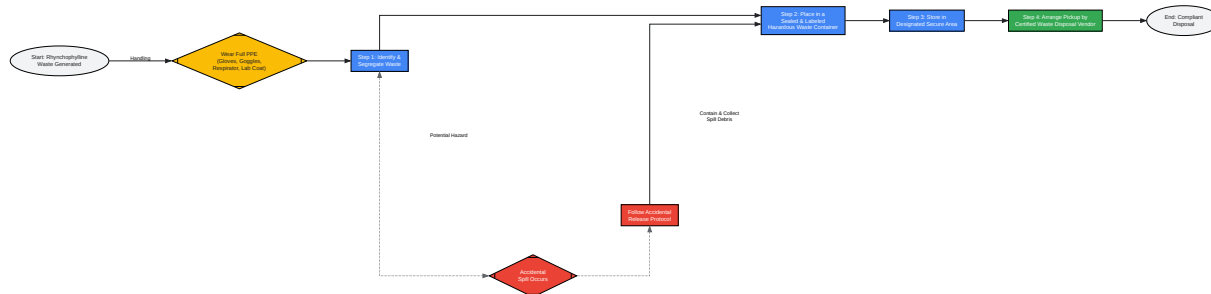 Start: Rhynchophylline
Waste Generated
Handling
Wear Full PPE
(Gloves, Goggles,
Respirator, Lab Coat)
Step 1: Identify &
Segregate Waste
Potential Hazard
Accidental
Spill Occurs
Follow Accidental
Release Protocol
Contain & Collect
Spill Debris
Step 2: Place in a
Sealed & Labeled
Hazardous Waste Container
Step 3: Store in
Designated Secure Area
Step 4: Arrange Pickup by
Certified Waste Disposal Vendor
End: Compliant
Disposal